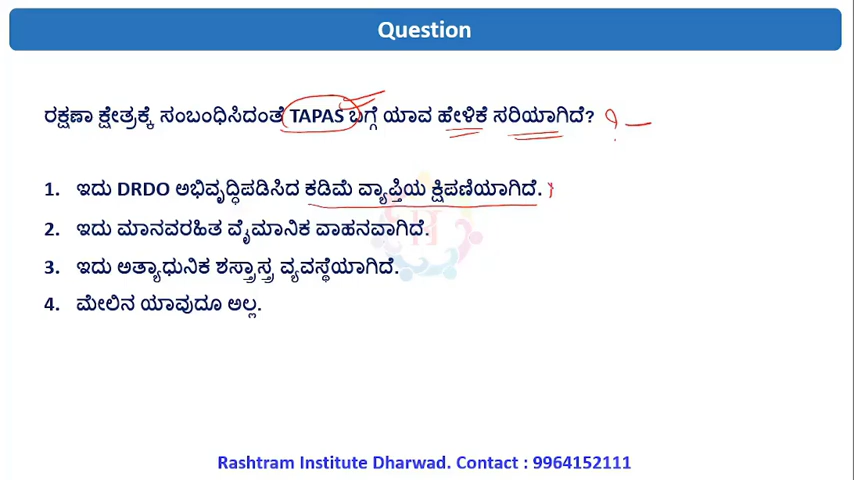 Question
ರಕ್ಷಣಾ ಕ್ಷೇತ್ರಕ್ಕೆ ಸಂಬಂಧಿಸಿದಂತೆ TAPAS ಬಗ್ಗೆ ಯಾವ ಹೇಳಿಕೆ ಸರಿಯಾಗಿದೆ?
1. ಇದು DRDO ಅಭಿವೃದ್ಧಿಪಡಿಸಿದ ಕಡಿಮೆ ವ್ಯಾಪ್ತಿಯ ಕ್ಷಿಪಣಿಯಾಗಿದೆ.
2. ಇದು ಮಾನವರಹಿತ ವೈಮಾನಿಕ ವಾಹನವಾಗಿದೆ.
3. ಇದು ಅತ್ಯಾಧುನಿಕ ಶಸ್ತ್ರಾಸ್ತ್ರ ವ್ಯವಸ್ಥೆಯಾಗಿದೆ.
4. ಮೇಲಿನ ಯಾವುದೂ ಅಲ್ಲ.
Rashtram Institute Dharwad. Contact : 9964152111